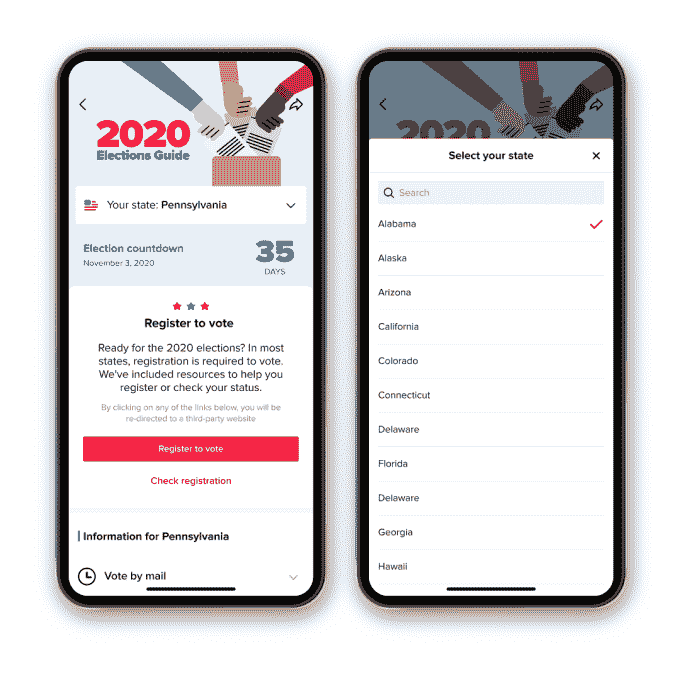 2020
Elections Guide
Your state: Pennsylvania
Election countdown
November 3, 2020
35
DAYS
Register to vote
Ready for the 2020 elections? In most
states, registration is required to vote.
We've included resources to help you
register or check your status.
By clicking on any of the links below, you will be
re-directed to a third-party website
Register to vote
Check registration
Information for Pennsylvania
Vote by mail
2020
Select your state
Search
Alabama
Alaska
Arizona
California
Colorado
Connecticut
Delaware
Florida
Delaware
Georgia
Hawaii